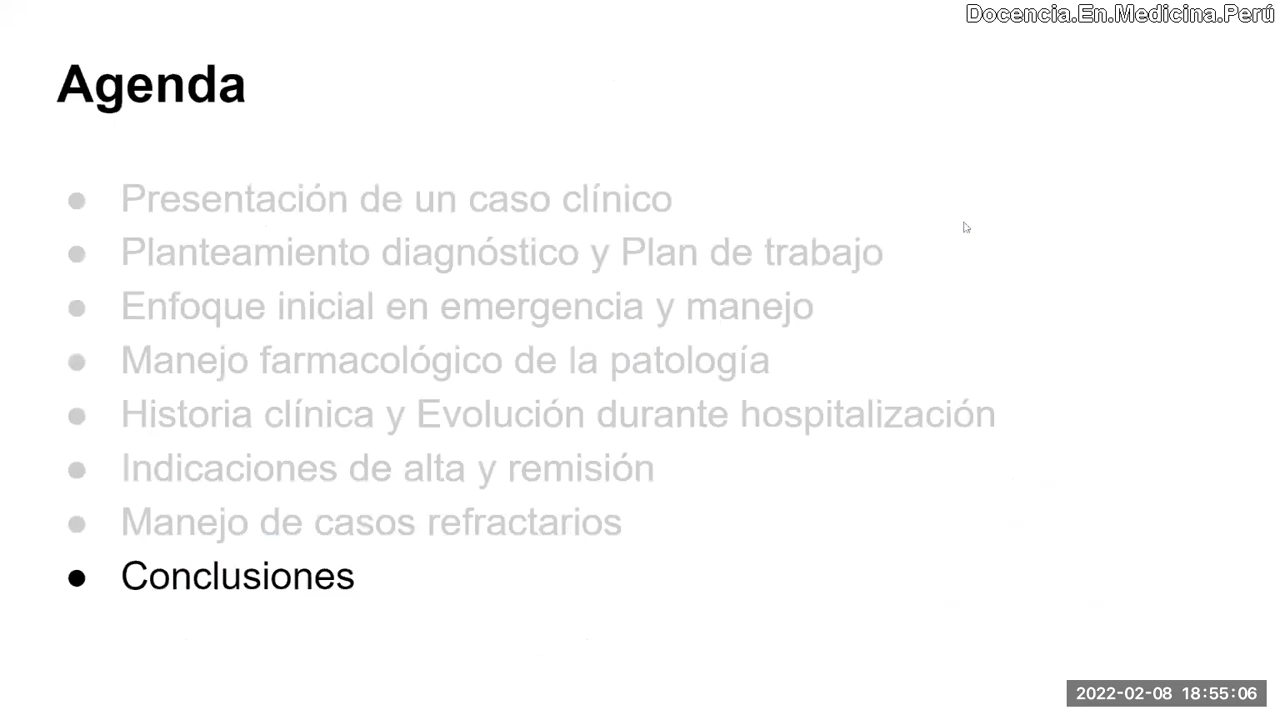 Docencia.En.Medicina.Perú
Agenda
● Presentación de un caso clínico
● Planteamiento diagnóstico y Plan de trabajo
● Enfoque inicial en emergencia y manejo
● Manejo farmacológico de la patología
● Historia clínica y Evolución durante hospitalización
● Indicaciones de alta y remisión
● Manejo de casos refractarios
● Conclusiones
2022-02-08 18:55:06